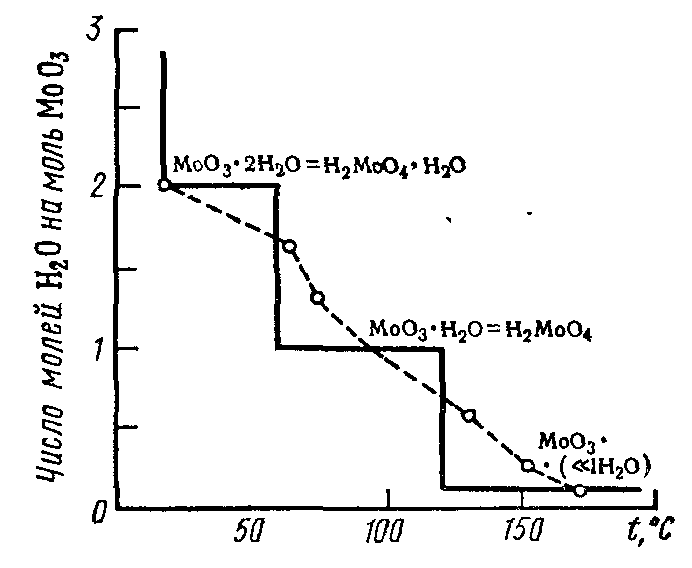 Число молей H₂O на моль MoO₃
3
MoO₃·2H₂O=H₂MoO₄·H₂O
2
MoO₃·H₂O=H₂MoO₄
1
MoO₃·
·(≪1H₂O)
0
50 100 150 t,°C